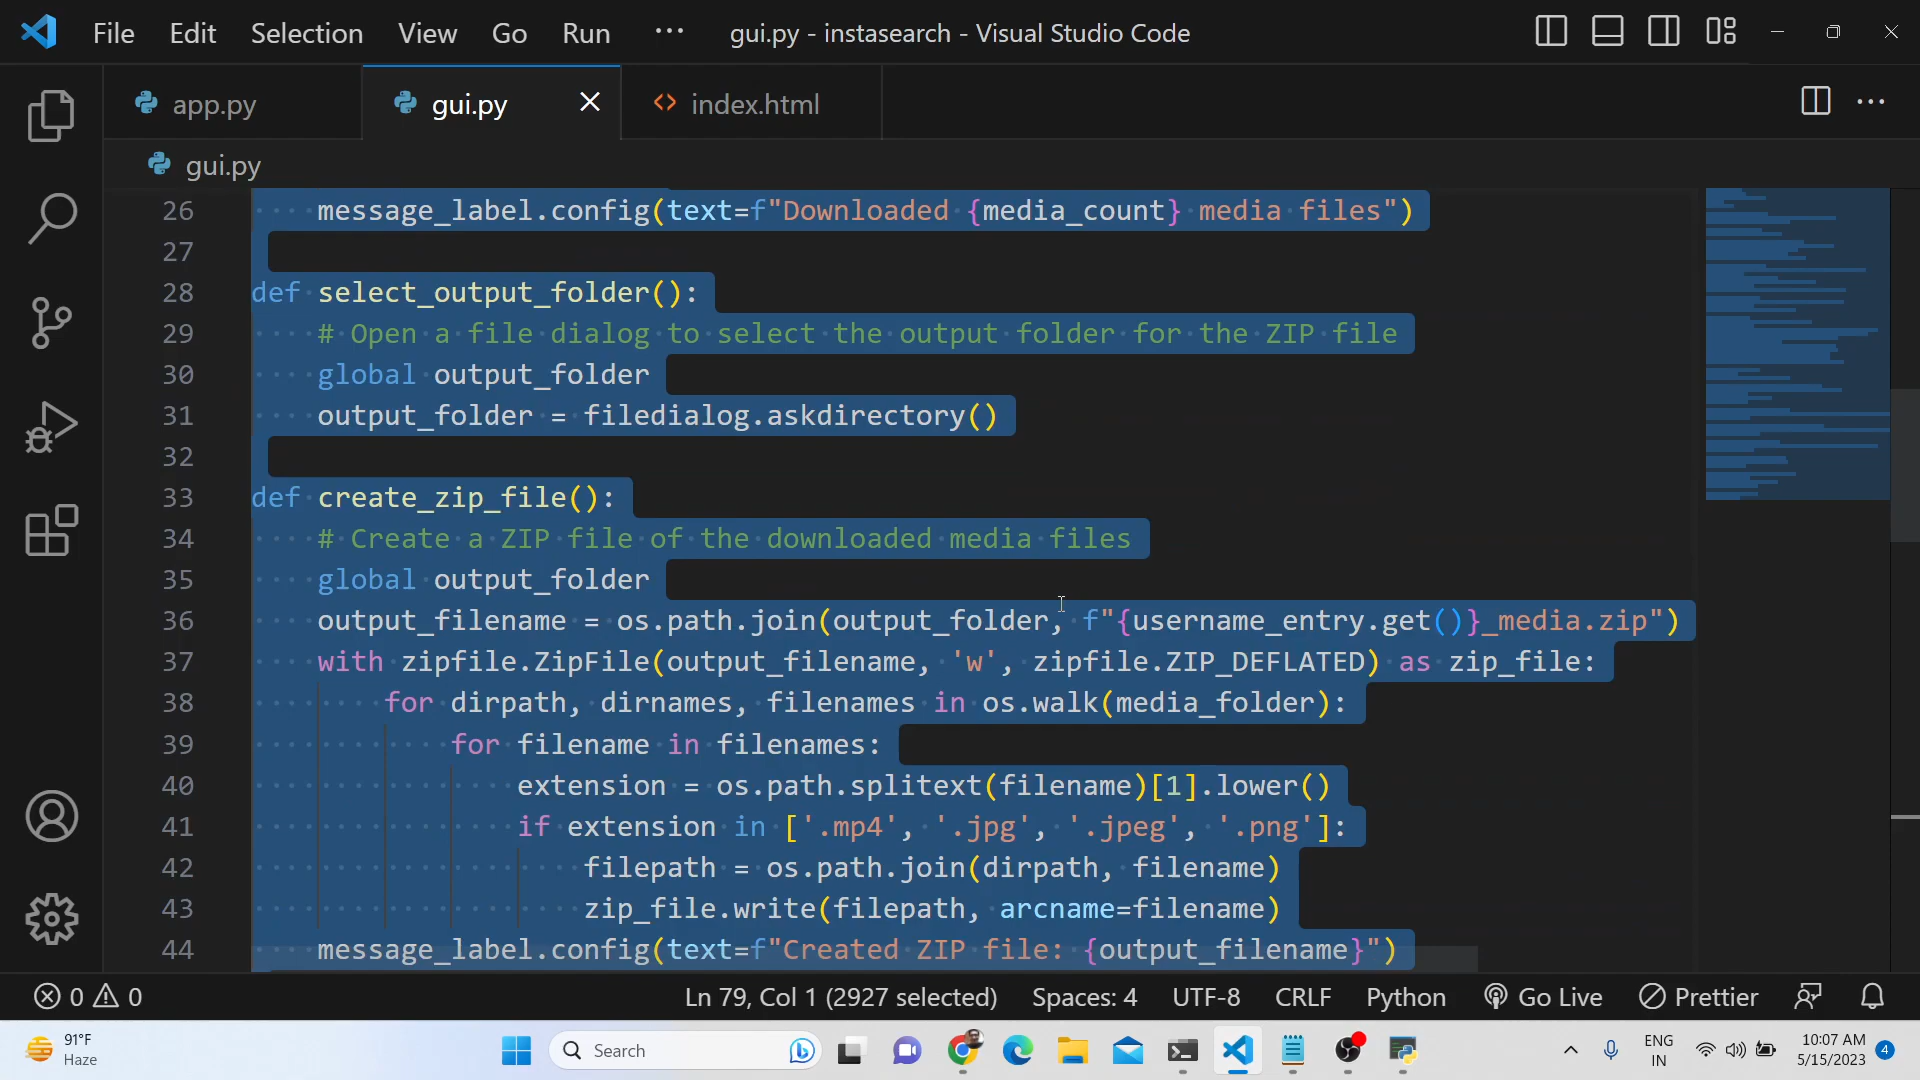 File Edit Selection View Go Run ··· gui.py - instasearch - Visual Studio Code
app.py gui.py index.html
gui.py
26 message_label.config(text=f"Downloaded {media_count} media files")
27
28 def select_output_folder():
29 # Open a file dialog to select the output folder for the ZIP file
30 global output_folder
31 output_folder = filedialog.askdirectory()
32
33 def create_zip_file():
34 # Create a ZIP file of the downloaded media files
35 global output_folder
36 output_filename = os.path.join(output_folder, f"{username_entry.get()}_media.zip")
37 with zipfile.ZipFile(output_filename, 'w', zipfile.ZIP_DEFLATED) as zip_file:
38 for dirpath, dirnames, filenames in os.walk(media_folder):
39 for filename in filenames:
40 extension = os.path.splitext(filename)[1].lower()
41 if extension in ['.mp4', '.jpg', '.jpeg', '.png']:
42 filepath = os.path.join(dirpath, filename)
43 zip_file.write(filepath, arcname=filename)
44 message_label.config(text=f"Created ZIP file: {output_filename}")
0 0 Ln 79, Col 1 (2927 selected) Spaces: 4 UTF-8 CRLF Python Go Live Prettier
91°F
Haze
Search
ENG
IN
10:07 AM
5/15/2023
4